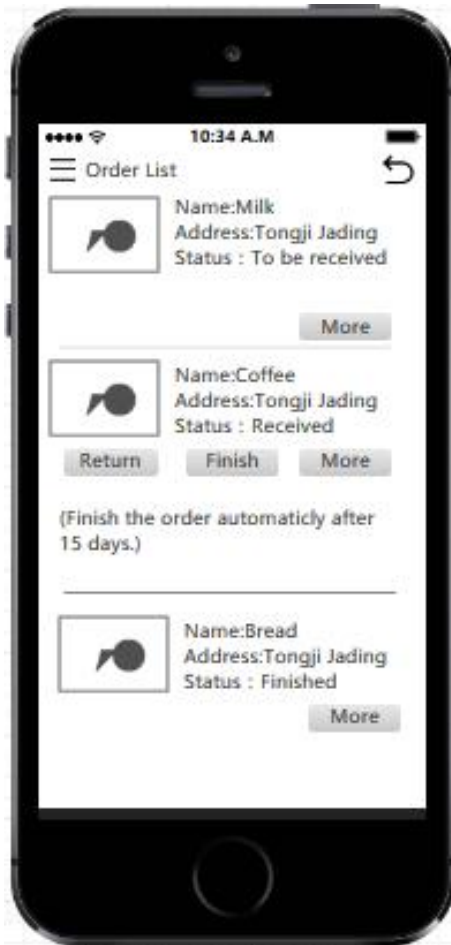 10:34 A.M
Order List
Name:Milk
Address:Tongji Jading
Status : To be received
More
Name:Coffee
Address:Tongji Jading
Status : Received
Return Finish More
(Finish the order automaticly after
15 days.)
Name:Bread
Address:Tongji Jading
Status : Finished
More